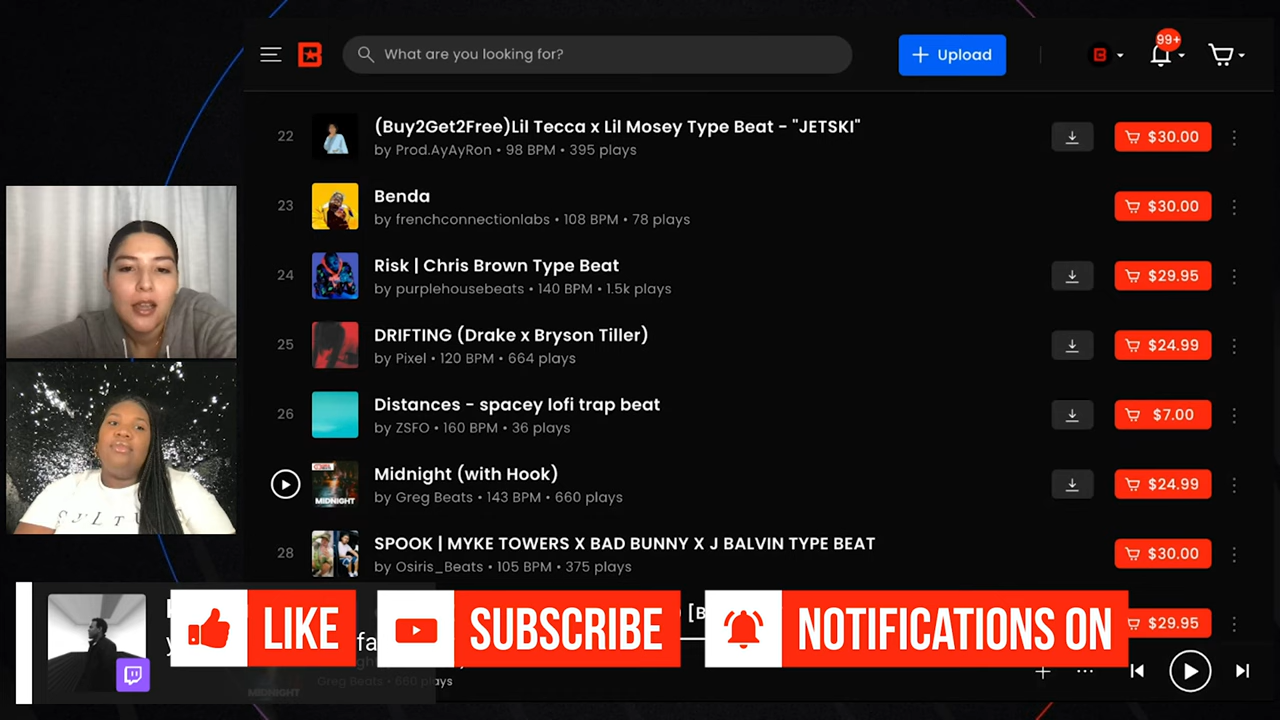 What are you looking for?
+ Upload
99+
22
(Buy2Get2Free)Lil Tecca x Lil Mosey Type Beat - "JETSKI"
by Prod.AyAyRon • 98 BPM • 395 plays
$30.00
23
Benda
by frenchconnectionlabs • 108 BPM • 78 plays
$30.00
24
Risk | Chris Brown Type Beat
by purplehousebeats • 140 BPM • 1.5k plays
$29.95
25
DRIFTING (Drake x Bryson Tiller)
by Pixel • 120 BPM • 664 plays
$24.99
26
Distances - spacey lofi trap beat
by ZSFO • 160 BPM • 36 plays
$7.00
MIDNIGHT
Midnight (with Hook)
by Greg Beats • 143 BPM • 660 plays
$24.99
28
SPOOK | MYKE TOWERS X BAD BUNNY X J BALVIN TYPE BEAT
by Osiris_Beats • 105 BPM • 375 plays
$30.00
CULTU
LIKE
SUBSCRIBE
NOTIFICATIONS ON
$29.95
Greg Beats • 660 plays
MIDNIGHT